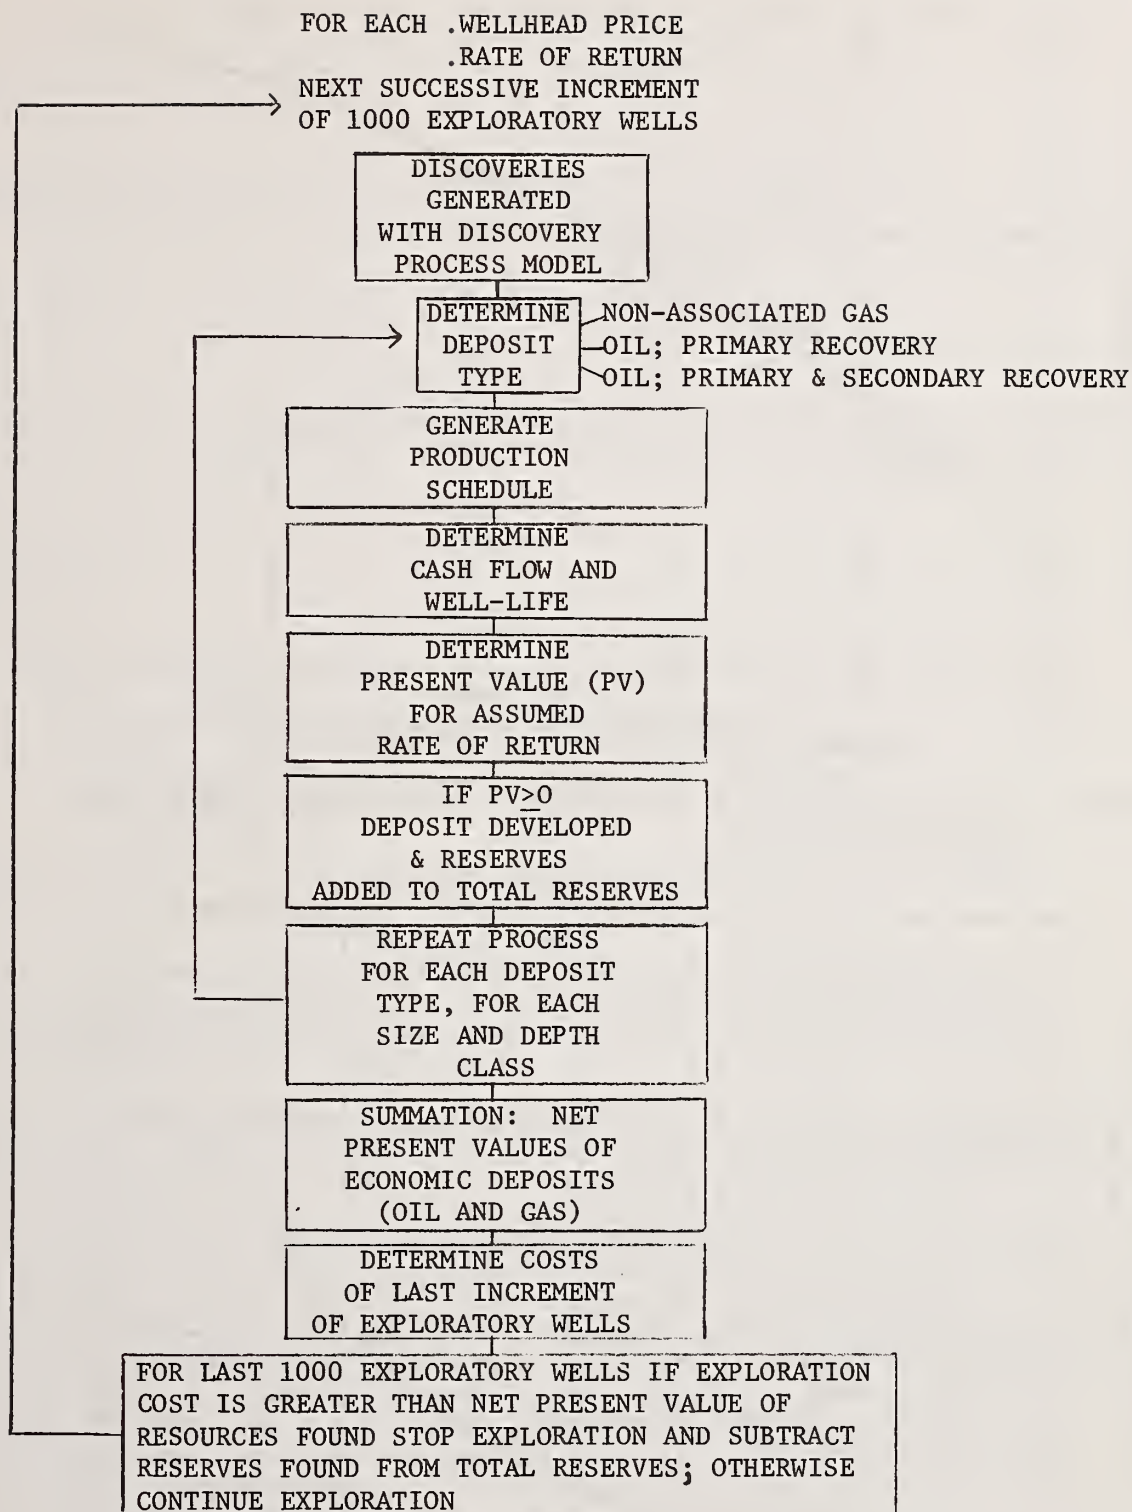 FOR EACH .WELLHEAD PRICE
.RATE OF RETURN
NEXT SUCCESSIVE INCREMENT
OF 1000 EXPLORATORY WELLS
DISCOVERIES
GENERATED
WITH DISCOVERY
PROCESS MODEL
DETERMINE
DEPOSIT
TYPE
NON-ASSOCIATED GAS
OIL; PRIMARY RECOVERY
OIL; PRIMARY & SECONDARY RECOVERY
GENERATE
PRODUCTION
SCHEDULE
DETERMINE
CASH FLOW AND
WELL-LIFE
DETERMINE
PRESENT VALUE (PV)
FOR ASSUMED
RATE OF RETURN
IF PV≥0
DEPOSIT DEVELOPED
& RESERVES
ADDED TO TOTAL RESERVES
REPEAT PROCESS
FOR EACH DEPOSIT
TYPE, FOR EACH
SIZE AND DEPTH
CLASS
SUMMATION: NET
PRESENT VALUES OF
ECONOMIC DEPOSITS
(OIL AND GAS)
DETERMINE COSTS
OF LAST INCREMENT
OF EXPLORATORY WELLS
FOR LAST 1000 EXPLORATORY WELLS IF EXPLORATION
COST IS GREATER THAN NET PRESENT VALUE OF
RESOURCES FOUND STOP EXPLORATION AND SUBTRACT
RESERVES FOUND FROM TOTAL RESERVES; OTHERWISE
CONTINUE EXPLORATION